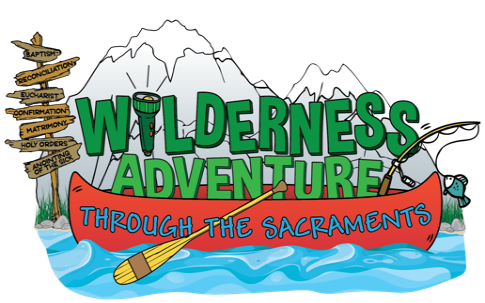 BAPTISM
RECONCILIATION
EUCHARIST
CONFIRMATION
MATRIMONY
HOLY ORDERS
ANOINTING
OF THE SICK
WILDERNESS
ADVENTURE
THROUGH THE SACRAMENTS